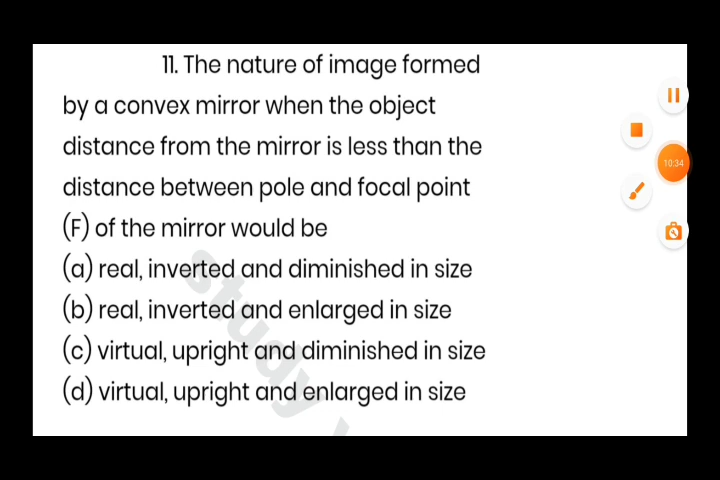 11. The nature of image formed
by a convex mirror when the object
distance from the mirror is less than the
distance between pole and focal point
(F) of the mirror would be
(a) real, inverted and diminished in size
(b) real, inverted and enlarged in size
(c) virtual, upright and diminished in size
(d) virtual, upright and enlarged in size
10:34
study